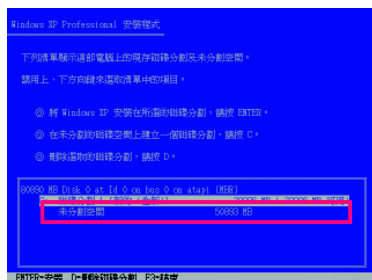 Windows XP Professional 安裝程式
下列清單顯示這部電腦上的現存磁碟分割及未分割空間。
請用上、下方向鍵來選取清單中的項目。
◎ 將 Windows XP 安裝在所選的磁碟分割，請按 ENTER。
◎ 在未分割的磁碟空間上建立一個磁碟分割，請按 C。
◎ 刪除選取的磁碟分割，請按 D。
80890 MB Disk 0 at Id 0 on bus 0 on atapi [MBR]
未分割空間 50893 MB
ENTER=安裝 D=刪除磁碟分割 F3=結束